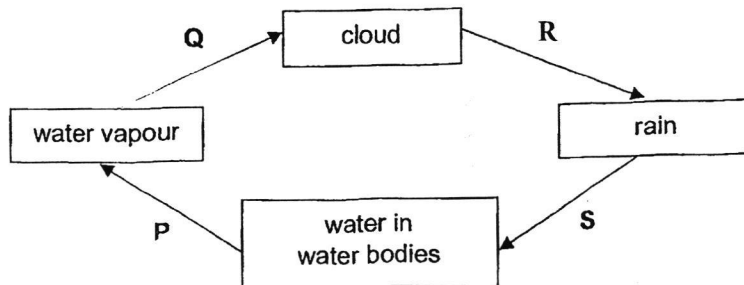 Q
cloud
R
water vapour
rain
P
water in
water bodies
S